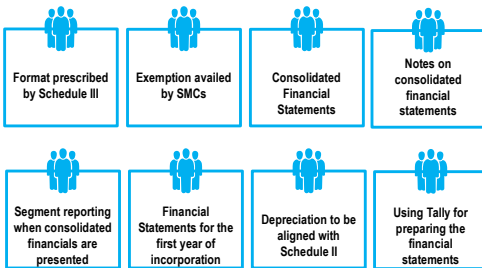 Format prescribed
by Schedule III
Exemption availed
by SMCs
Consolidated
Financial
Statements
Notes on
consolidated
financial
statements
Segment reporting
when consolidated
financials are
presented
Financial
Statements for the
first year of
incorporation
Depreciation to be
aligned with
Schedule II
Using Tally for
preparing the
financial
statements